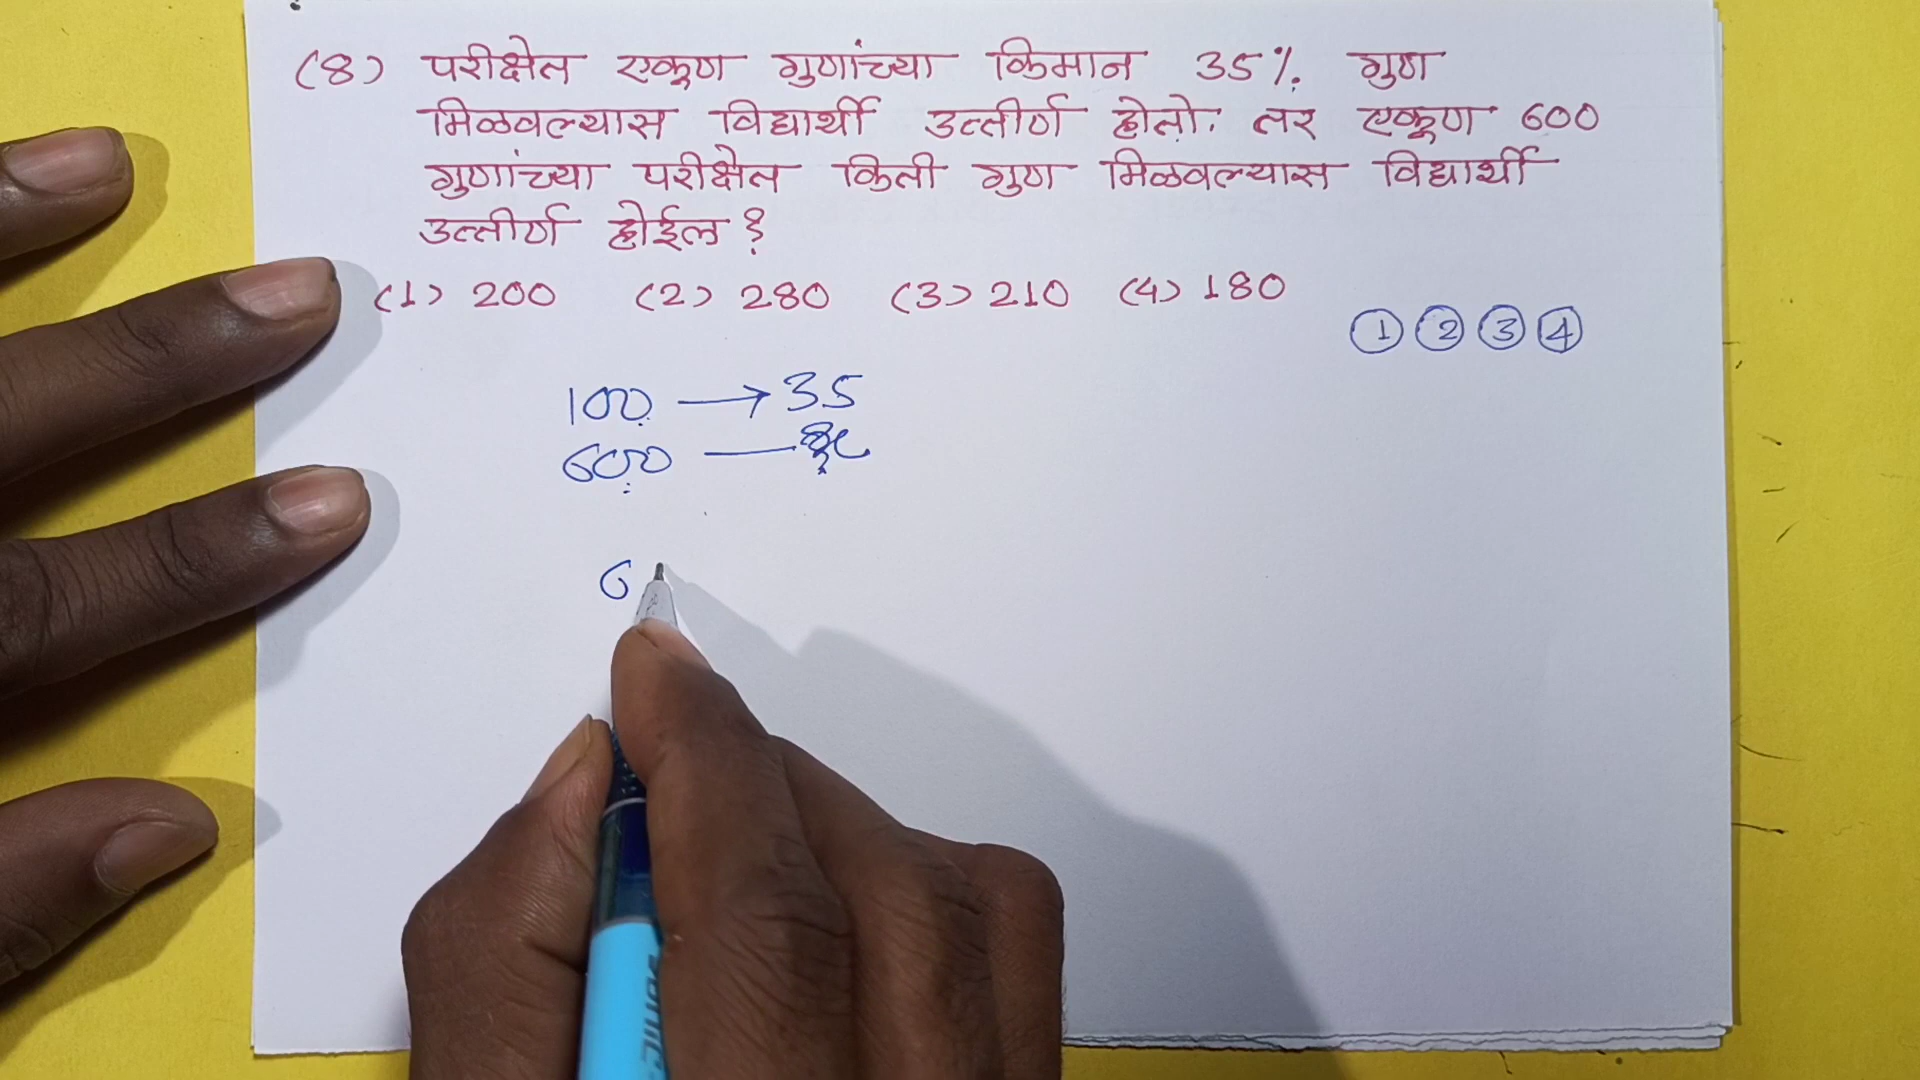 (8) परीक्षेत एकूण गुणांच्या किमान 35% गुण
मिळवल्यास विद्यार्थी उत्तीर्ण होतो. तर एकूण 600
गुणांच्या परीक्षेत किती गुण मिळवल्यास विद्यार्थी
उत्तीर्ण होईल ?
(1) 200 (2) 280 (3) 210 (4) 180
1 2 3 4
100 → 35
600 —
6